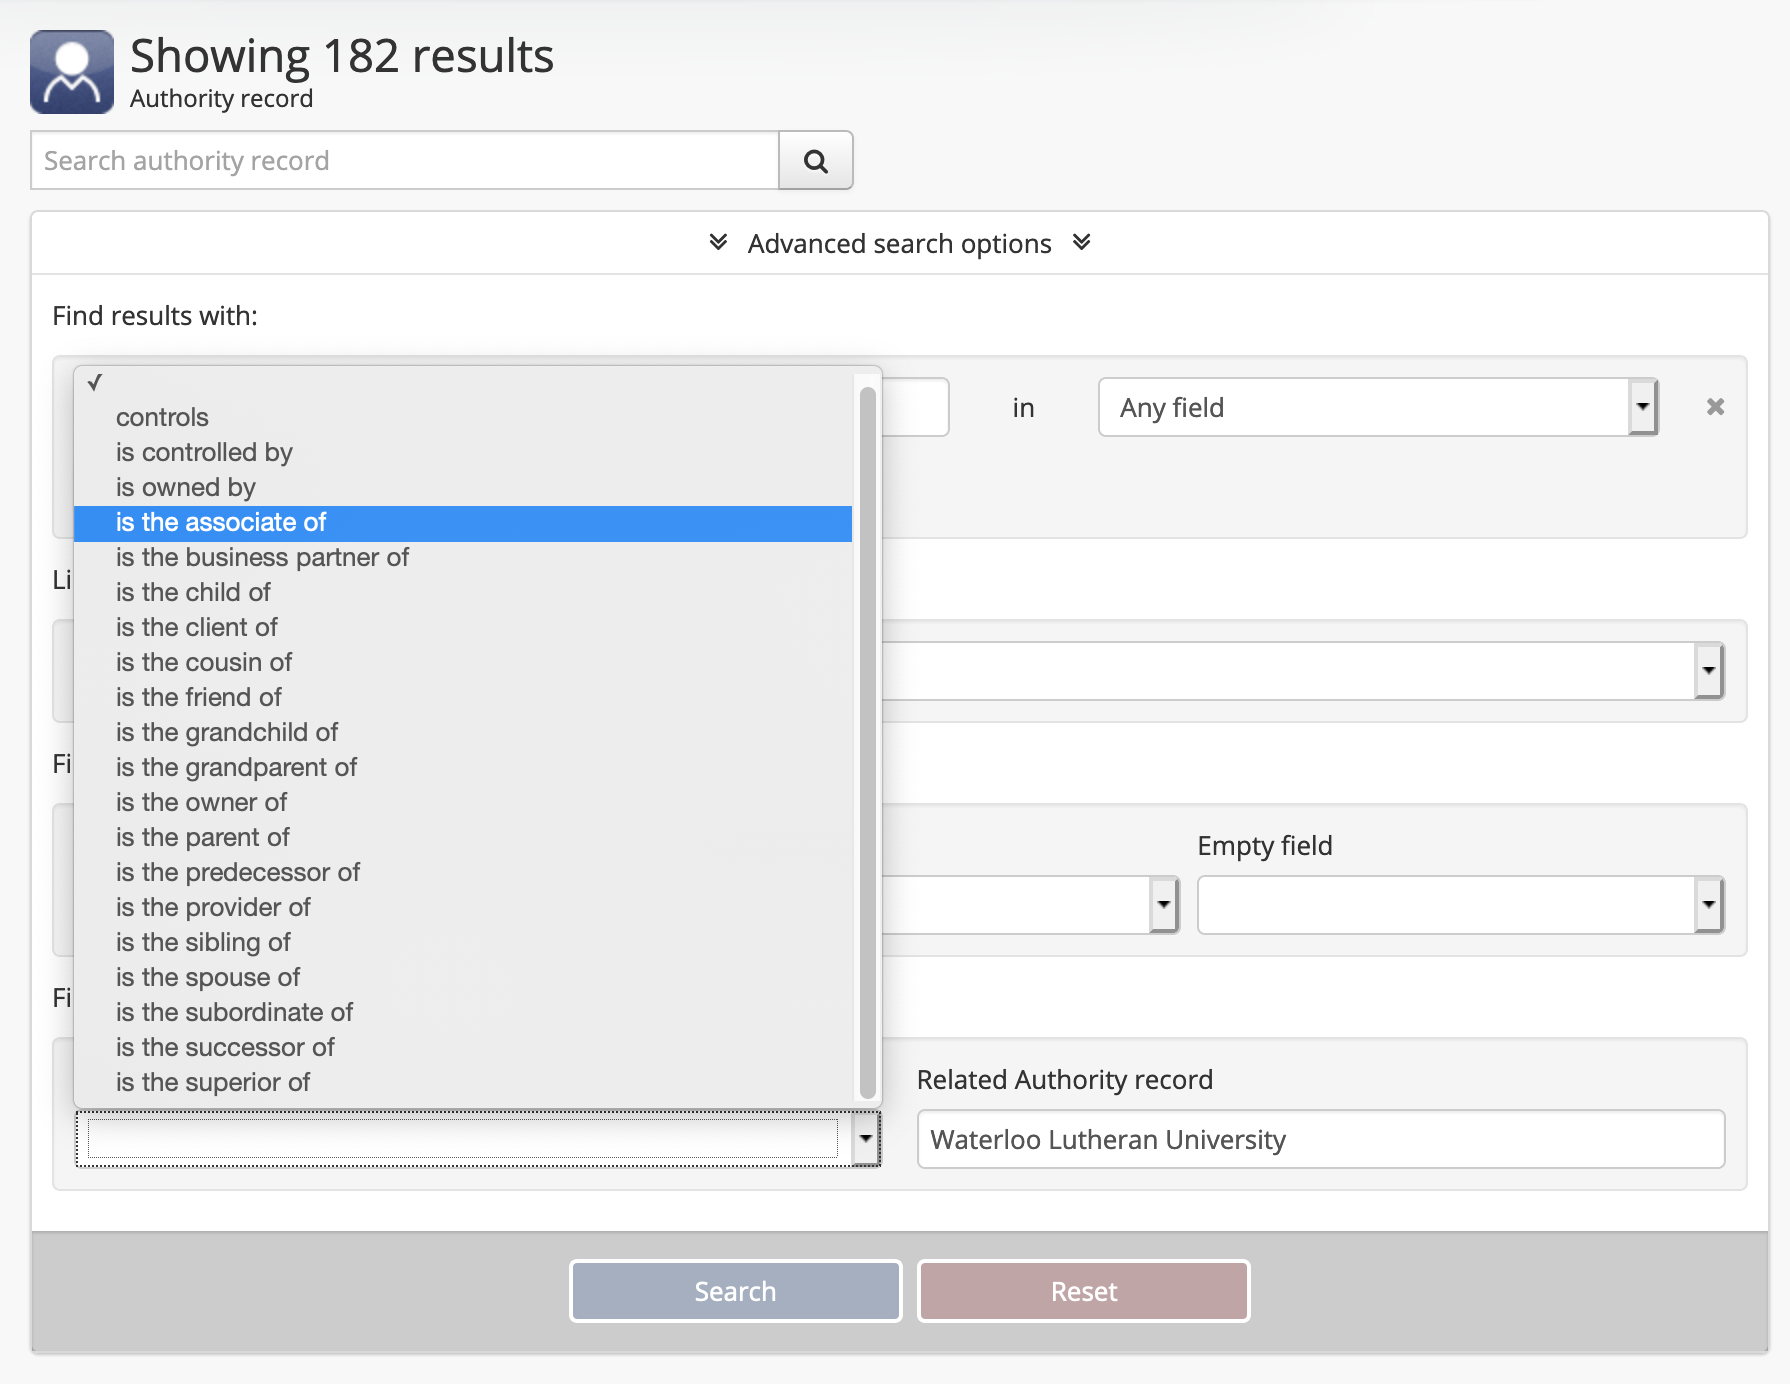 Showing 182 results
Authority record
Search authority record
Advanced search options
Find results with:
in
Any field
controls
is controlled by
is owned by
is the associate of
is the business partner of
Li
is the child of
is the client of
is the cousin of
is the friend of
is the grandchild of
Fi
is the grandparent of
is the owner of
is the parent of
Empty field
is the predecessor of
is the provider of
is the sibling of
is the spouse of
Fi
is the subordinate of
is the successor of
is the superior of
Related Authority record
Waterloo Lutheran University
Search
Reset